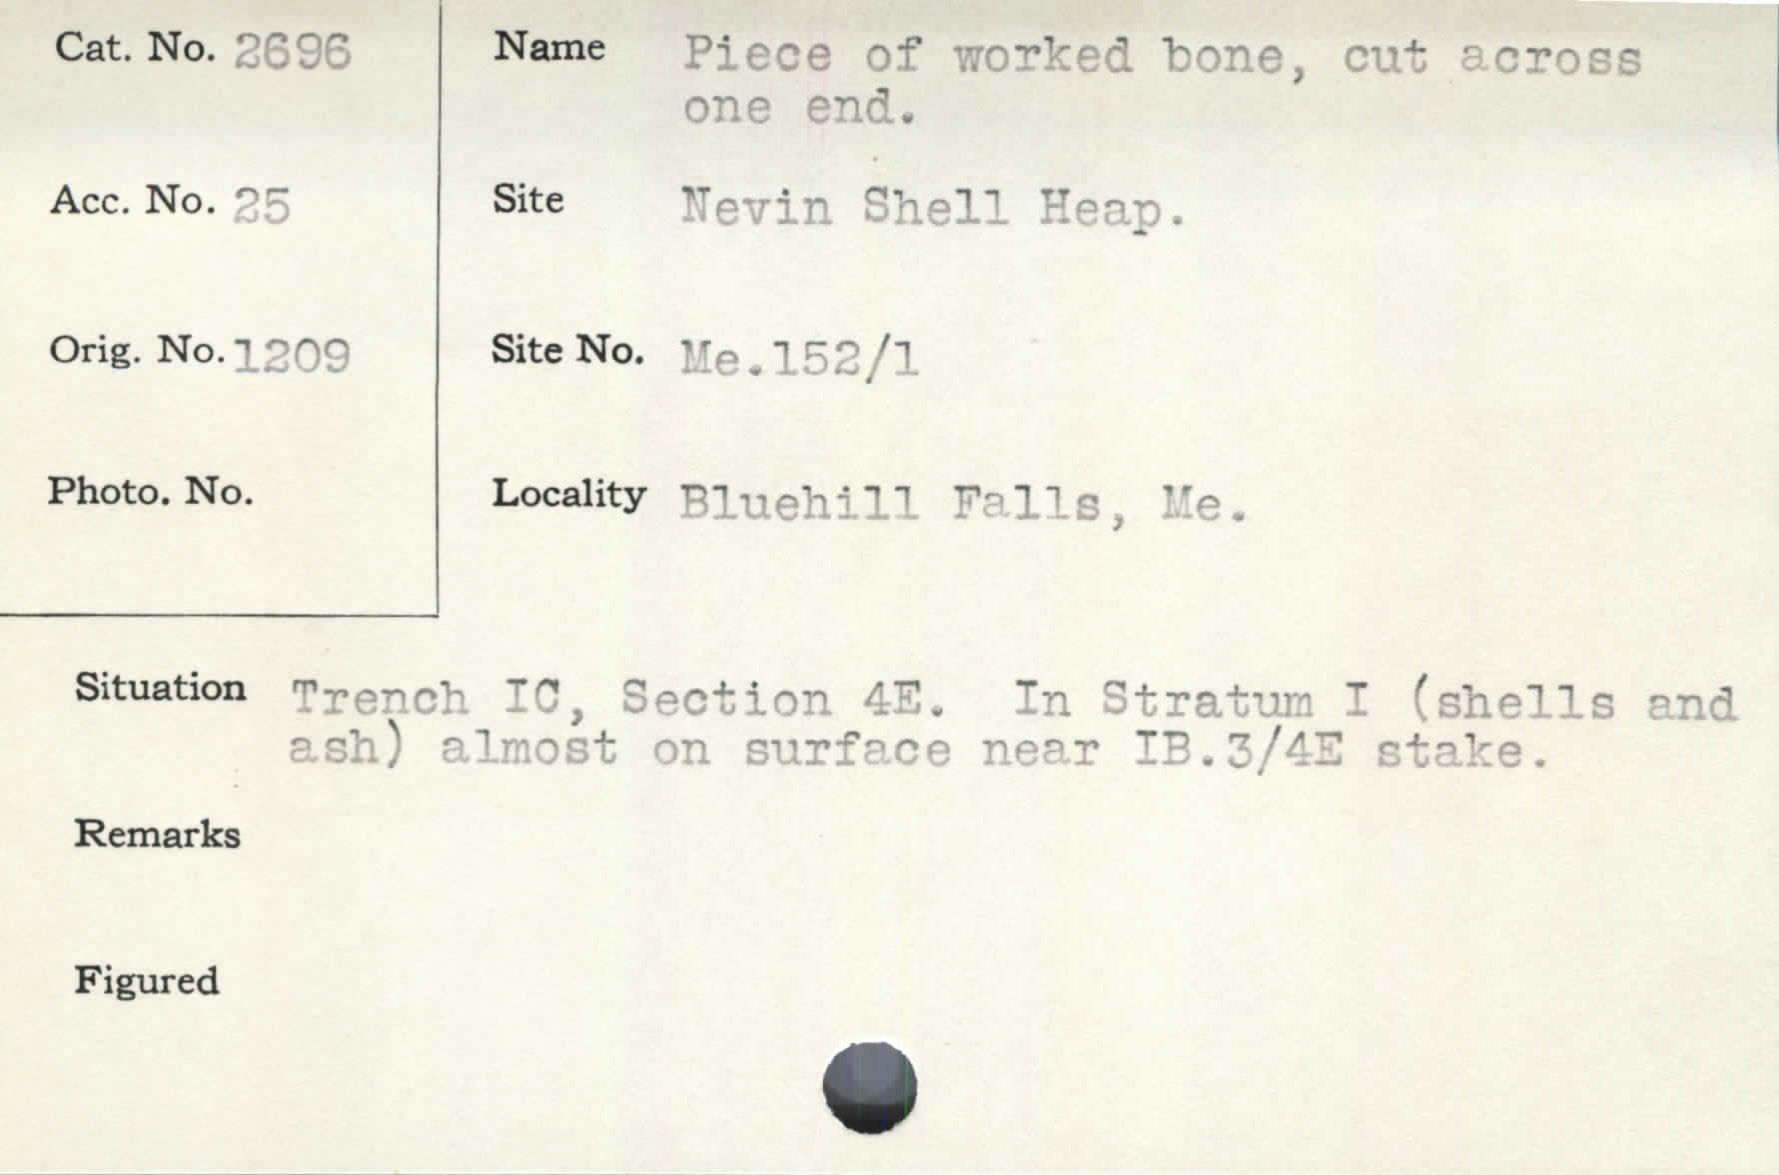 Cat. No. 2696
Name Piece of worked bone, cut across
one end.
Acc. No. 25
Site Nevin Shell Heap.
Orig. No. 1209
Site No. Me.152/1
Photo. No.
Locality Bluehill Falls, Me.
Situation Trench IC, Section 4E. In Stratum I (shells and
ash) almost on surface near IB.3/4E stake.
Remarks
Figured